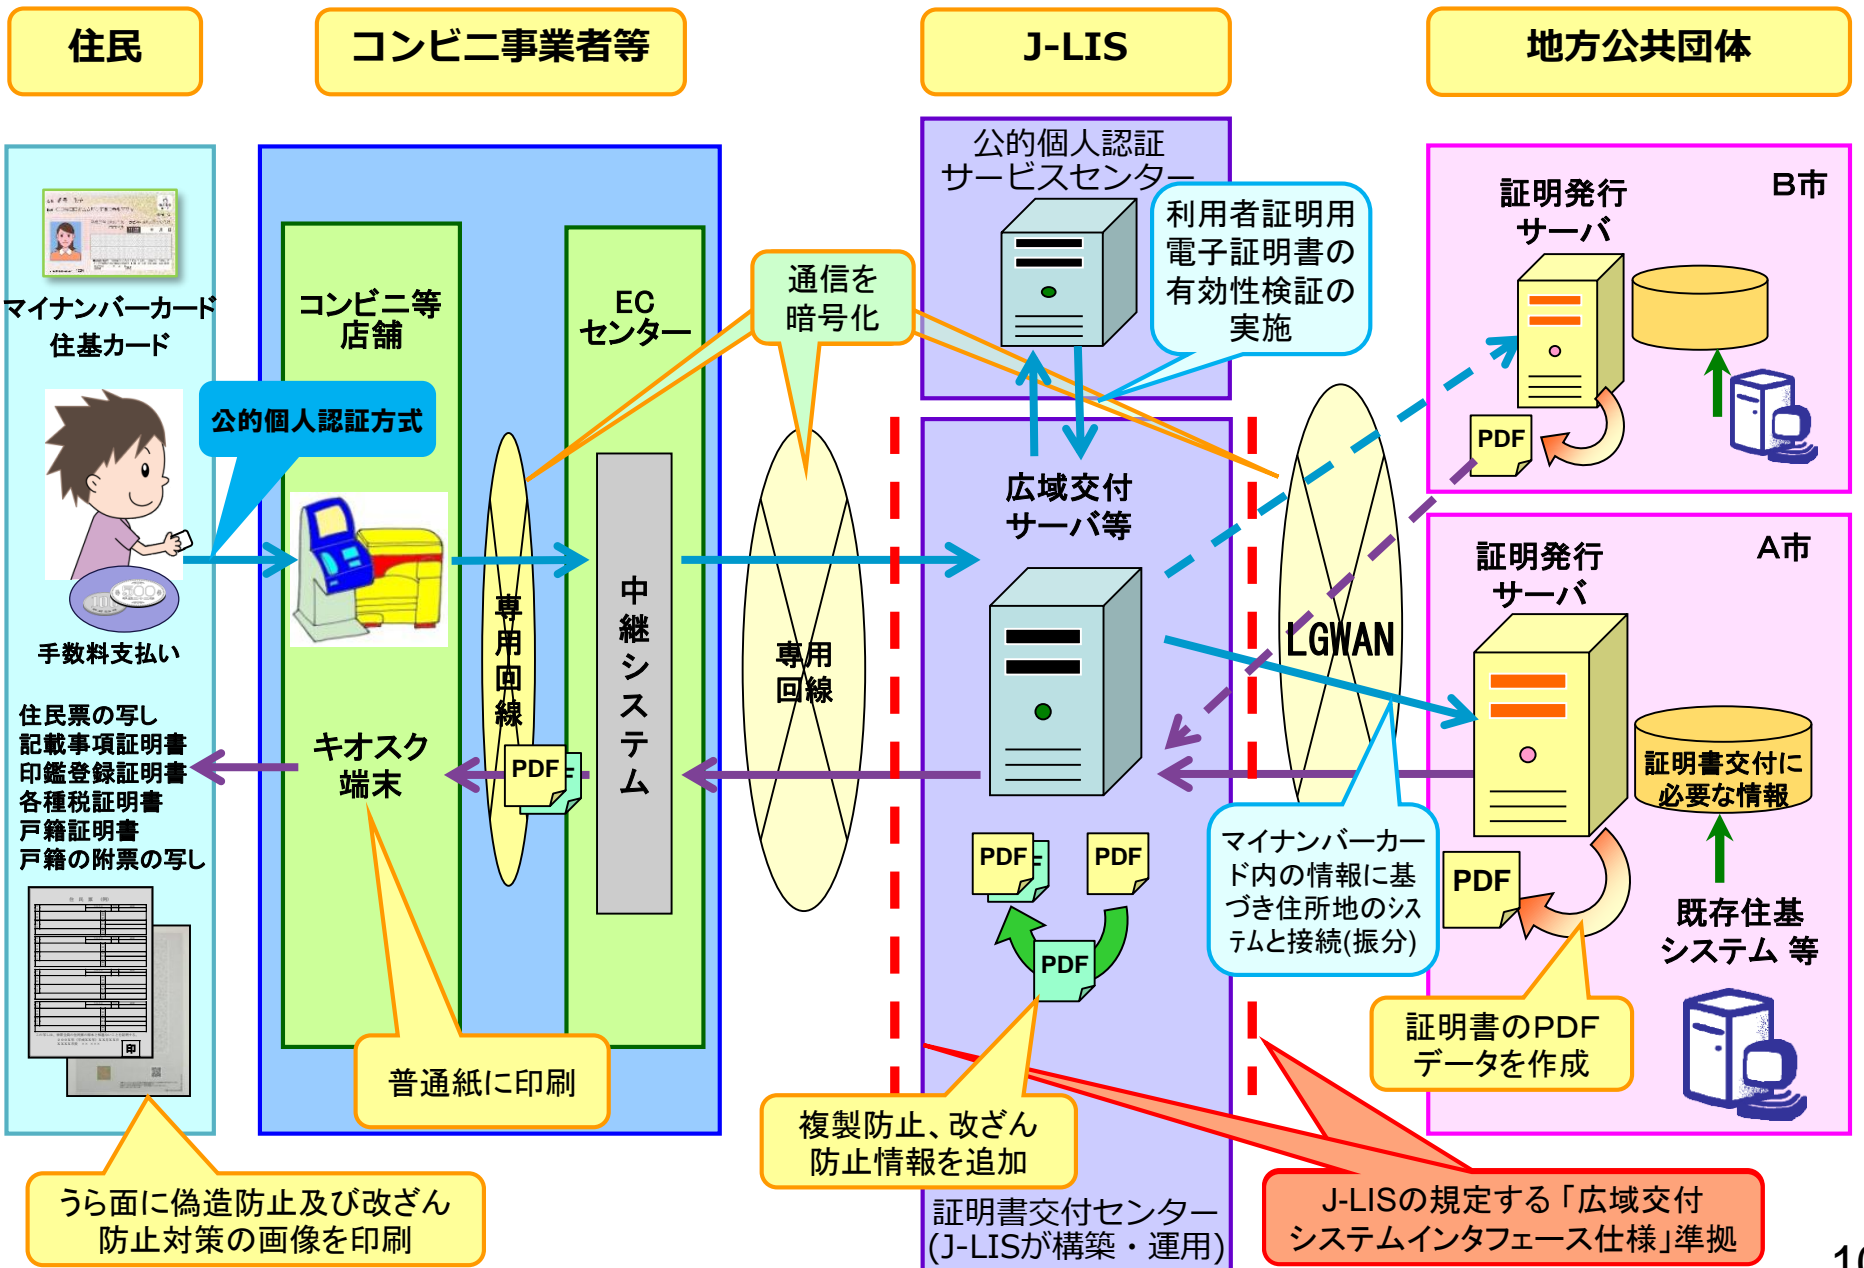 住民
コンビニ事業者等
J-LIS
地方公共団体
公的個人認証
サービスセンター
利用者証明用
電子証明書の
有効性検証の
実施
証明発行
サーバ
B市
マイナンバーカード
住基カード
コンビニ等
店舗
EC
センター
通信を
暗号化
公的個人認証方式
PDF
広域交付
サーバ等
証明発行
サーバ
A市
専用回線
中継システム
専用
回線
LGWAN
手数料支払い
住民票の写し
記載事項証明書
印鑑登録証明書
各種税証明書
戸籍証明書
戸籍の附票の写し
キオスク
端末
PDF
F
証明書交付に
必要な情報
PDF
F
PDF
PDF
マイナンバーカー
ド内の情報に基
づき住所地のシス
テムと接続(振分)
PDF
既存住基
システム 等
住 民 票
印
普通紙に印刷
複製防止、改ざん
防止情報を追加
証明書のPDF
データを作成
うら面に偽造防止及び改ざん
防止対策の画像を印刷
証明書交付センター
(J-LISが構築・運用)
J-LISの規定する「広域交付
システムインタフェース仕様」準拠